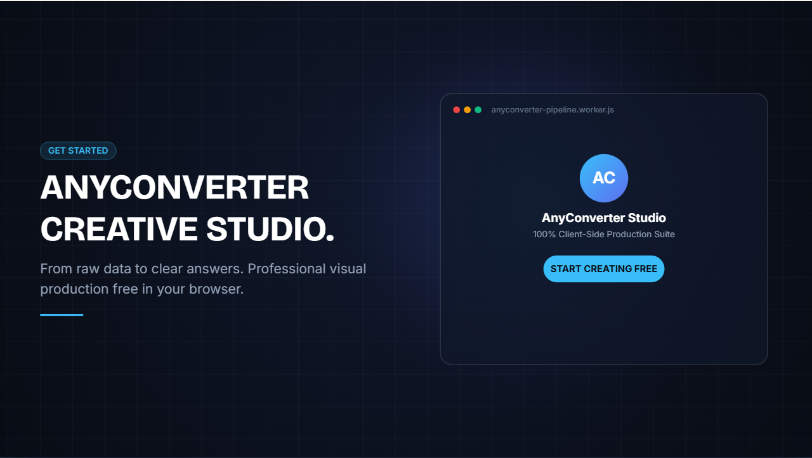 GET STARTED
ANYCONVERTER
CREATIVE STUDIO.
From raw data to clear answers. Professional visual
production free in your browser.
anyconverter-pipeline.worker.js
AC
AnyConverter Studio
100% Client-Side Production Suite
START CREATING FREE